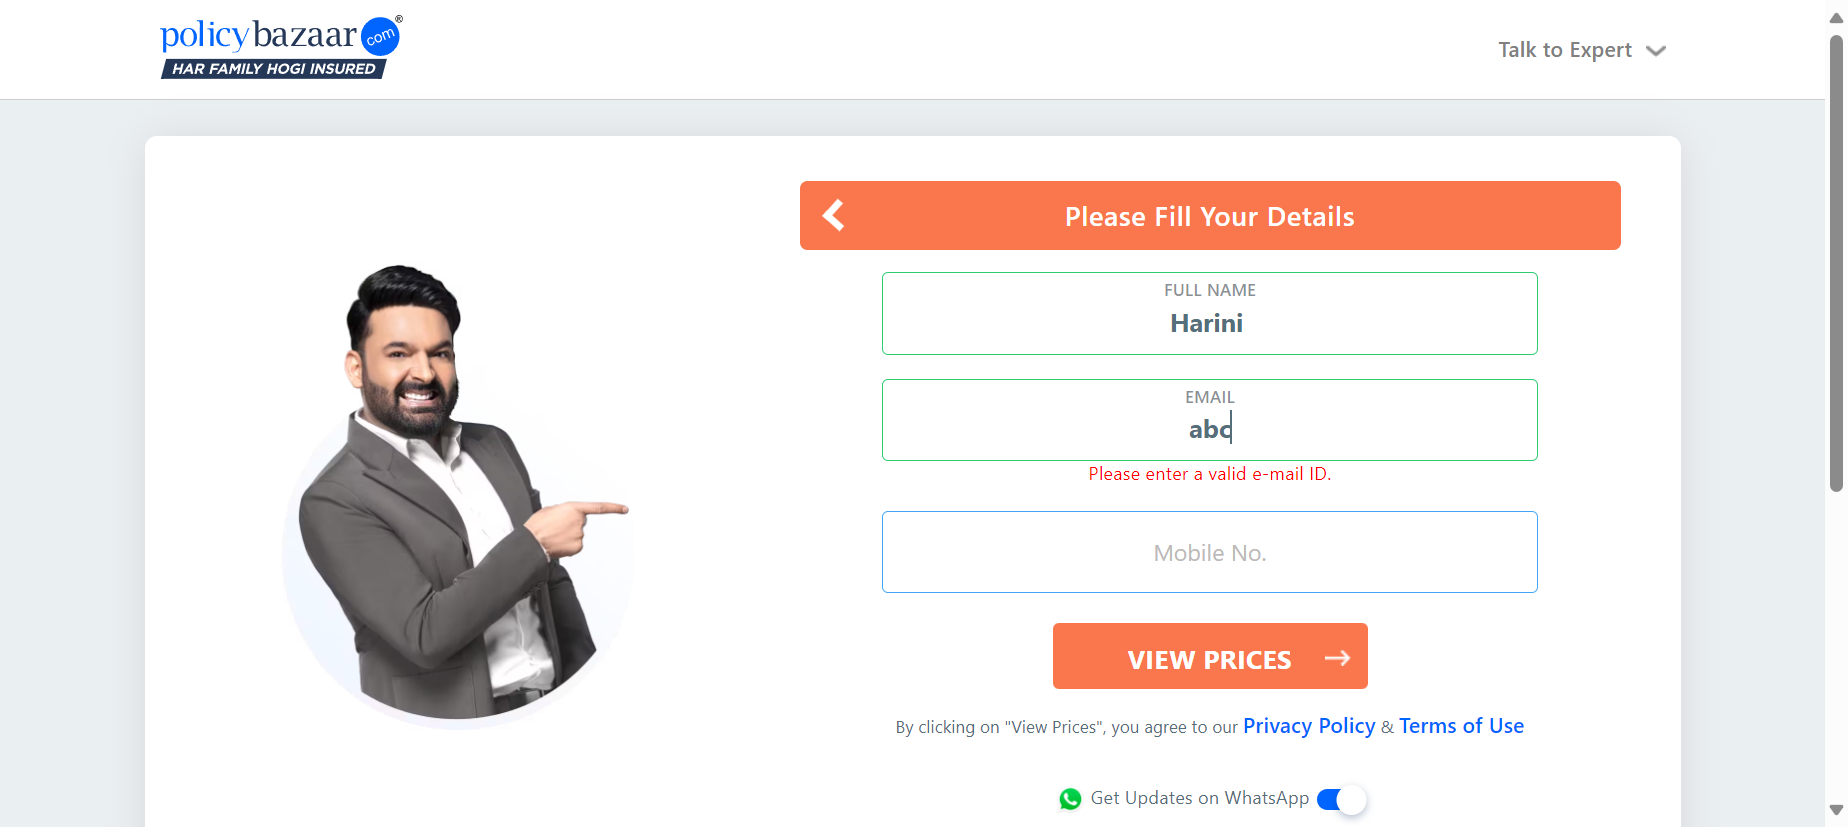 policybazaar com ®
HAR FAMILY HOGI INSURED
Talk to Expert
Please Fill Your Details
FULL NAME
Harini
EMAIL
abc
Please enter a valid e-mail ID.
Mobile No.
VIEW PRICES →
By clicking on "View Prices", you agree to our Privacy Policy & Terms of Use
Get Updates on WhatsApp